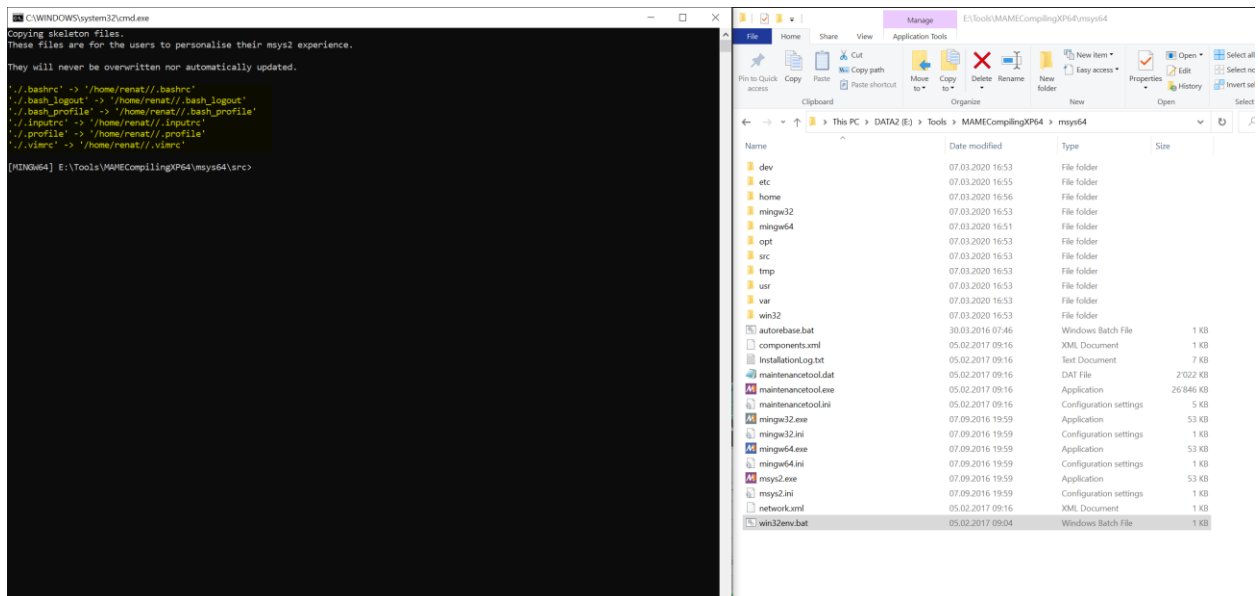 C:\WINDOWS\system32\cmd.exe
Copying skeleton files.
These files are for the users to personalise their msys2 experience.
They will never be overwritten nor automatically updated.
'./.bashrc' -> '/home/renat//.bashrc'
'./.bash_logout' -> '/home/renat//.bash_logout'
'./.bash_profile' -> '/home/renat//.bash_profile'
'./.inputrc' -> '/home/renat//.inputrc'
'./.profile' -> '/home/renat//.profile'
'./.vimrc' -> '/home/renat//.vimrc'
[MINGW64] E:\Tools\MAMECompilingXP64\msys64\src>
Manage E:\Tools\MAMECompilingXP64\msys64
File Home Share View Application Tools
Pin to Quick access
Copy
Paste
Cut
Copy path
Paste shortcut
Clipboard
Move to
Copy to
Delete
Rename
Organize
New folder
New item
Easy access
New
Properties
Open
Edit
History
Open
Select all
Select no
Invert sel
Select
This PC > DATA2 (E:) > Tools > MAMECompilingXP64 > msys64
Name Date modified Type Size
dev 07.03.2020 16:53 File folder
etc 07.03.2020 16:55 File folder
home 07.03.2020 16:56 File folder
mingw32 07.03.2020 16:53 File folder
mingw64 07.03.2020 16:51 File folder
opt 07.03.2020 16:53 File folder
src 07.03.2020 16:53 File folder
tmp 07.03.2020 16:53 File folder
usr 07.03.2020 16:53 File folder
var 07.03.2020 16:53 File folder
win32 07.03.2020 16:53 File folder
autorebase.bat 30.03.2016 07:46 Windows Batch File 1 KB
components.xml 05.02.2017 09:16 XML Document 1 KB
InstallationLog.txt 05.02.2017 09:16 Text Document 7 KB
maintenancetool.dat 05.02.2017 09:16 DAT File 2'022 KB
maintenancetool.exe 05.02.2017 09:16 Application 26'846 KB
maintenancetool.ini 05.02.2017 09:16 Configuration settings 5 KB
mingw32.exe 07.09.2016 19:59 Application 53 KB
mingw32.ini 07.09.2016 19:59 Configuration settings 1 KB
mingw64.exe 07.09.2016 19:59 Application 53 KB
mingw64.ini 07.09.2016 19:59 Configuration settings 1 KB
msys2.exe 07.09.2016 19:59 Application 53 KB
msys2.ini 07.09.2016 19:59 Configuration settings 1 KB
network.xml 05.02.2017 09:16 XML Document 1 KB
win32env.bat 05.02.2017 09:04 Windows Batch File 1 KB